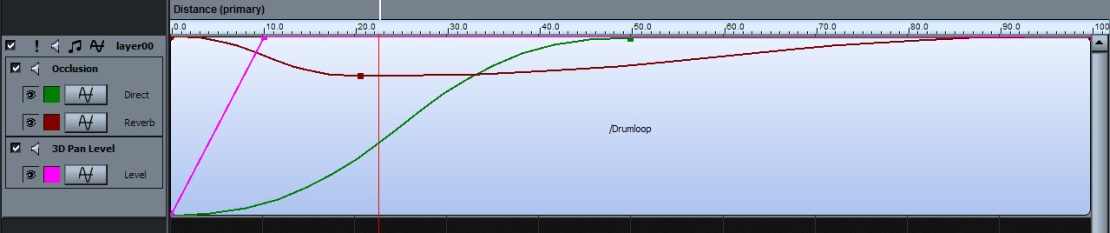 Distance (primary)
0.0 10.0 20.0 30.0 40.0 50.0 60.0 70.0 80.0 90.0 100
! layer00
Occlusion
Direct
Reverb
/Drumloop
3D Pan Level
Level